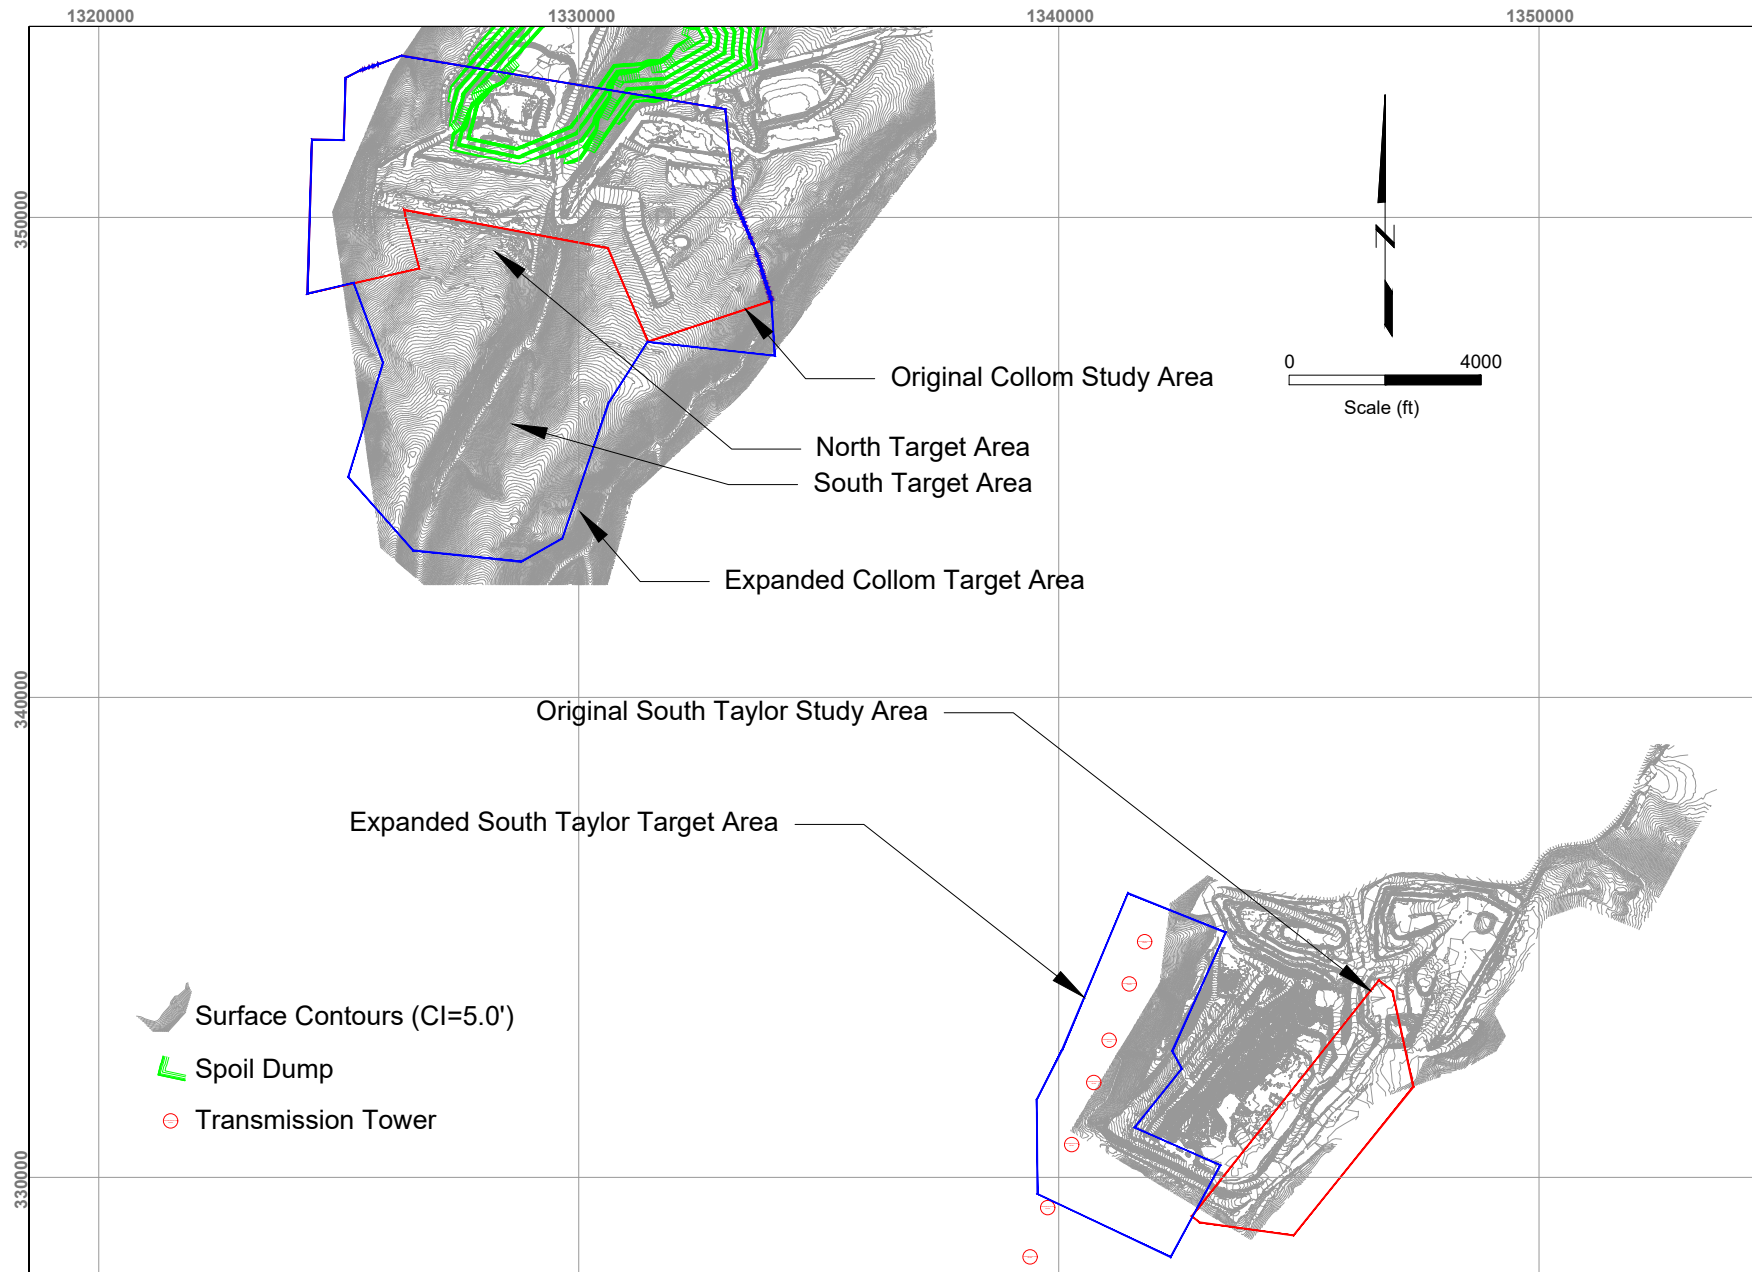 1320000
1330000
1340000
1350000
350000
340000
330000
N
0
4000
Scale (ft)
Original Collom Study Area
North Target Area
South Target Area
Expanded Collom Target Area
Original South Taylor Study Area
Expanded South Taylor Target Area
Surface Contours (CI=5.0')
Spoil Dump
Transmission Tower